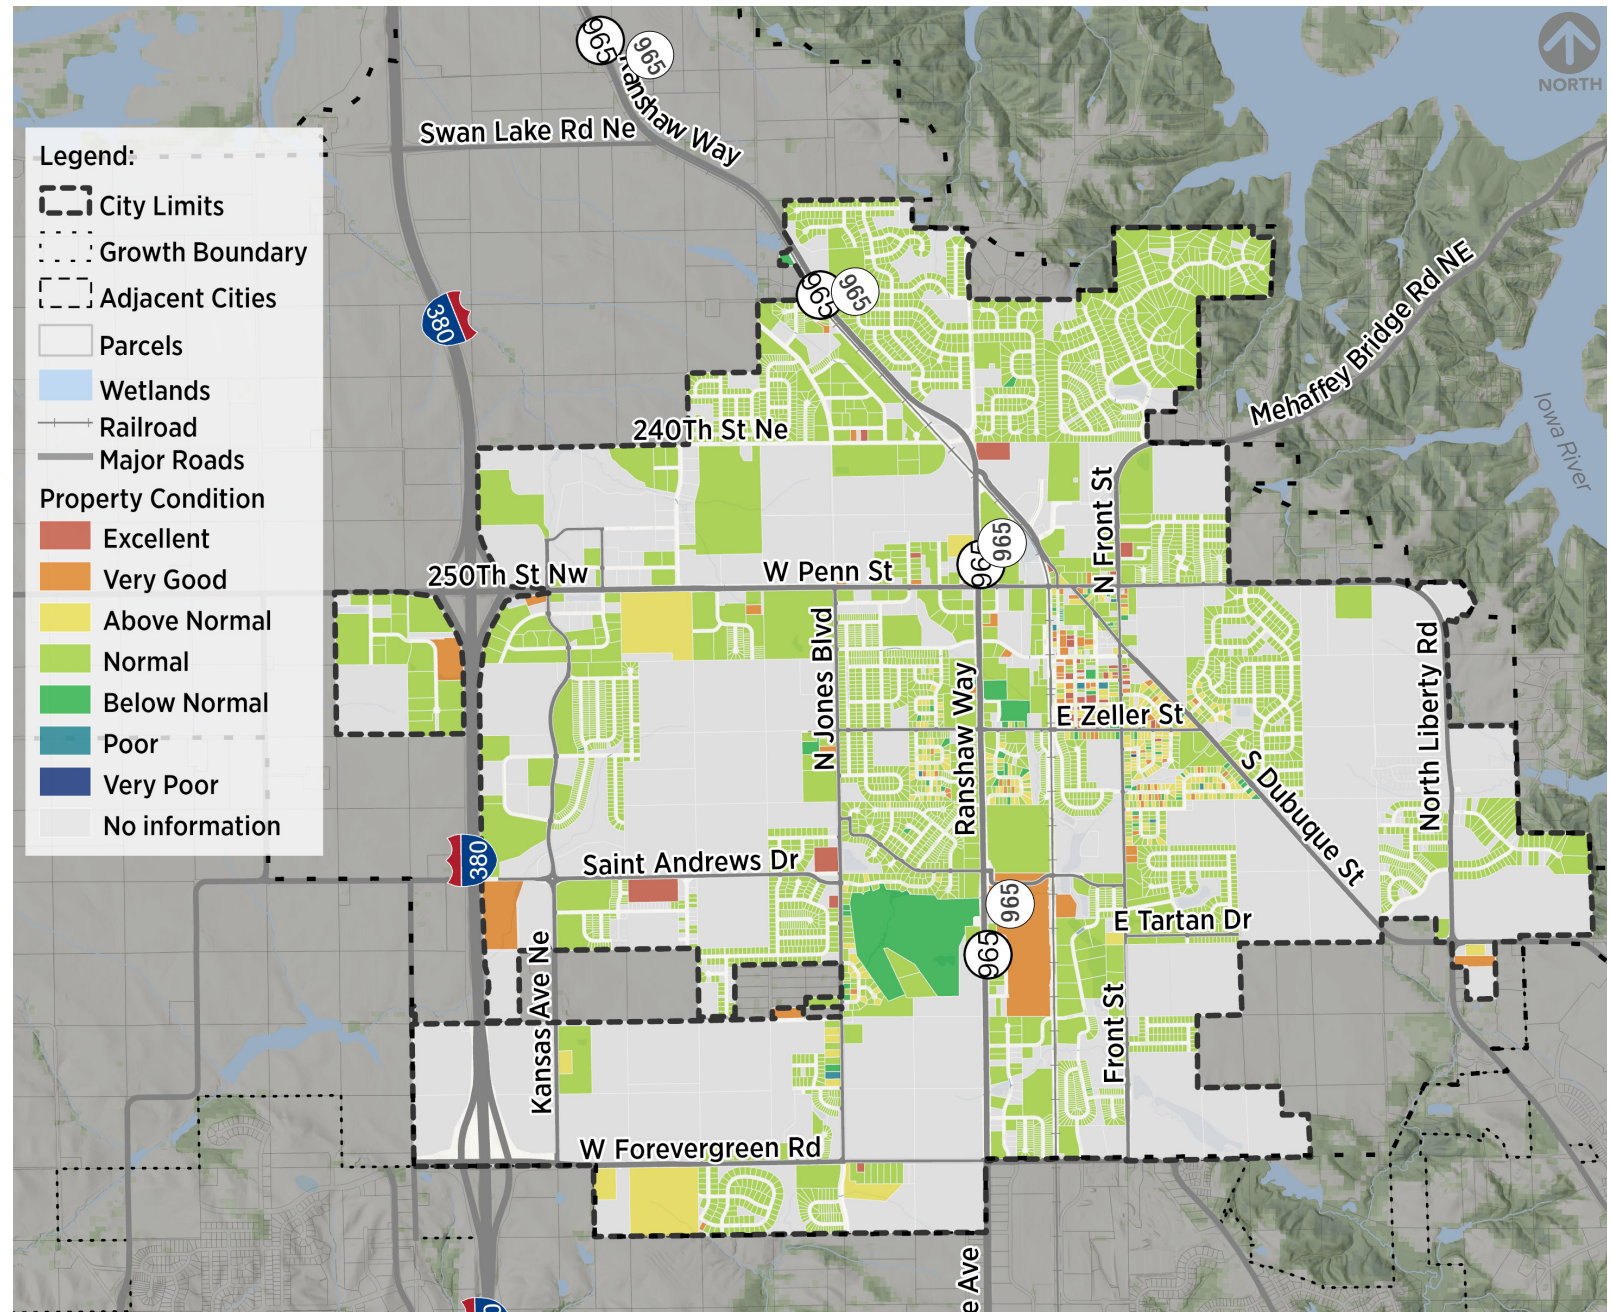 965
965
Ranshaw Way
NORTH
Swan Lake Rd Ne
Legend:
City Limits
Growth Boundary
Adjacent Cities
Parcels
Wetlands
Railroad
Major Roads
Property Condition
Excellent
Very Good
Above Normal
Normal
Below Normal
Poor
Very Poor
No information
380
965
965
Mehaffey Bridge Rd NE
Iowa River
240Th St Ne
N Front St
965
965
250Th St Nw
W Penn St
N Jones Blvd
Ranshaw Way
E Zeller St
S Dubuque St
North Liberty Rd
380
Saint Andrews Dr
965
965
E Tartan Dr
Kansas Ave Ne
Front St
W Forevergreen Rd
e Ave